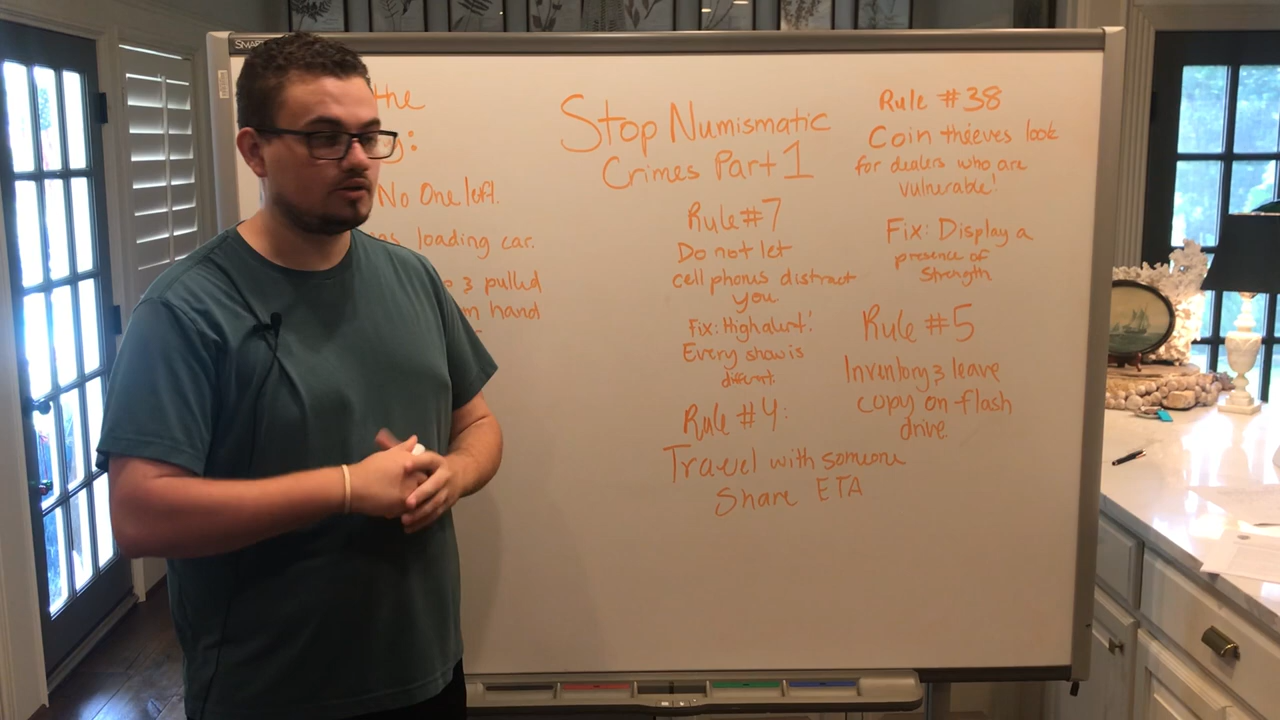 SMART
the
:
No One left.
loading car.
& pulled
hand
Stop Numismatic
Crimes Part 1
Rule #7
Do not let
cell phones distract
you.
Fix: High alert!
Every show is
different.
Rule #4:
Travel with someone
Share ETA
Rule #38
Coin thieves look
for dealers who are
vulnerable!
Fix: Display a
presence of
Strength
Rule #5
Inventory & leave
copy on flash
drive.